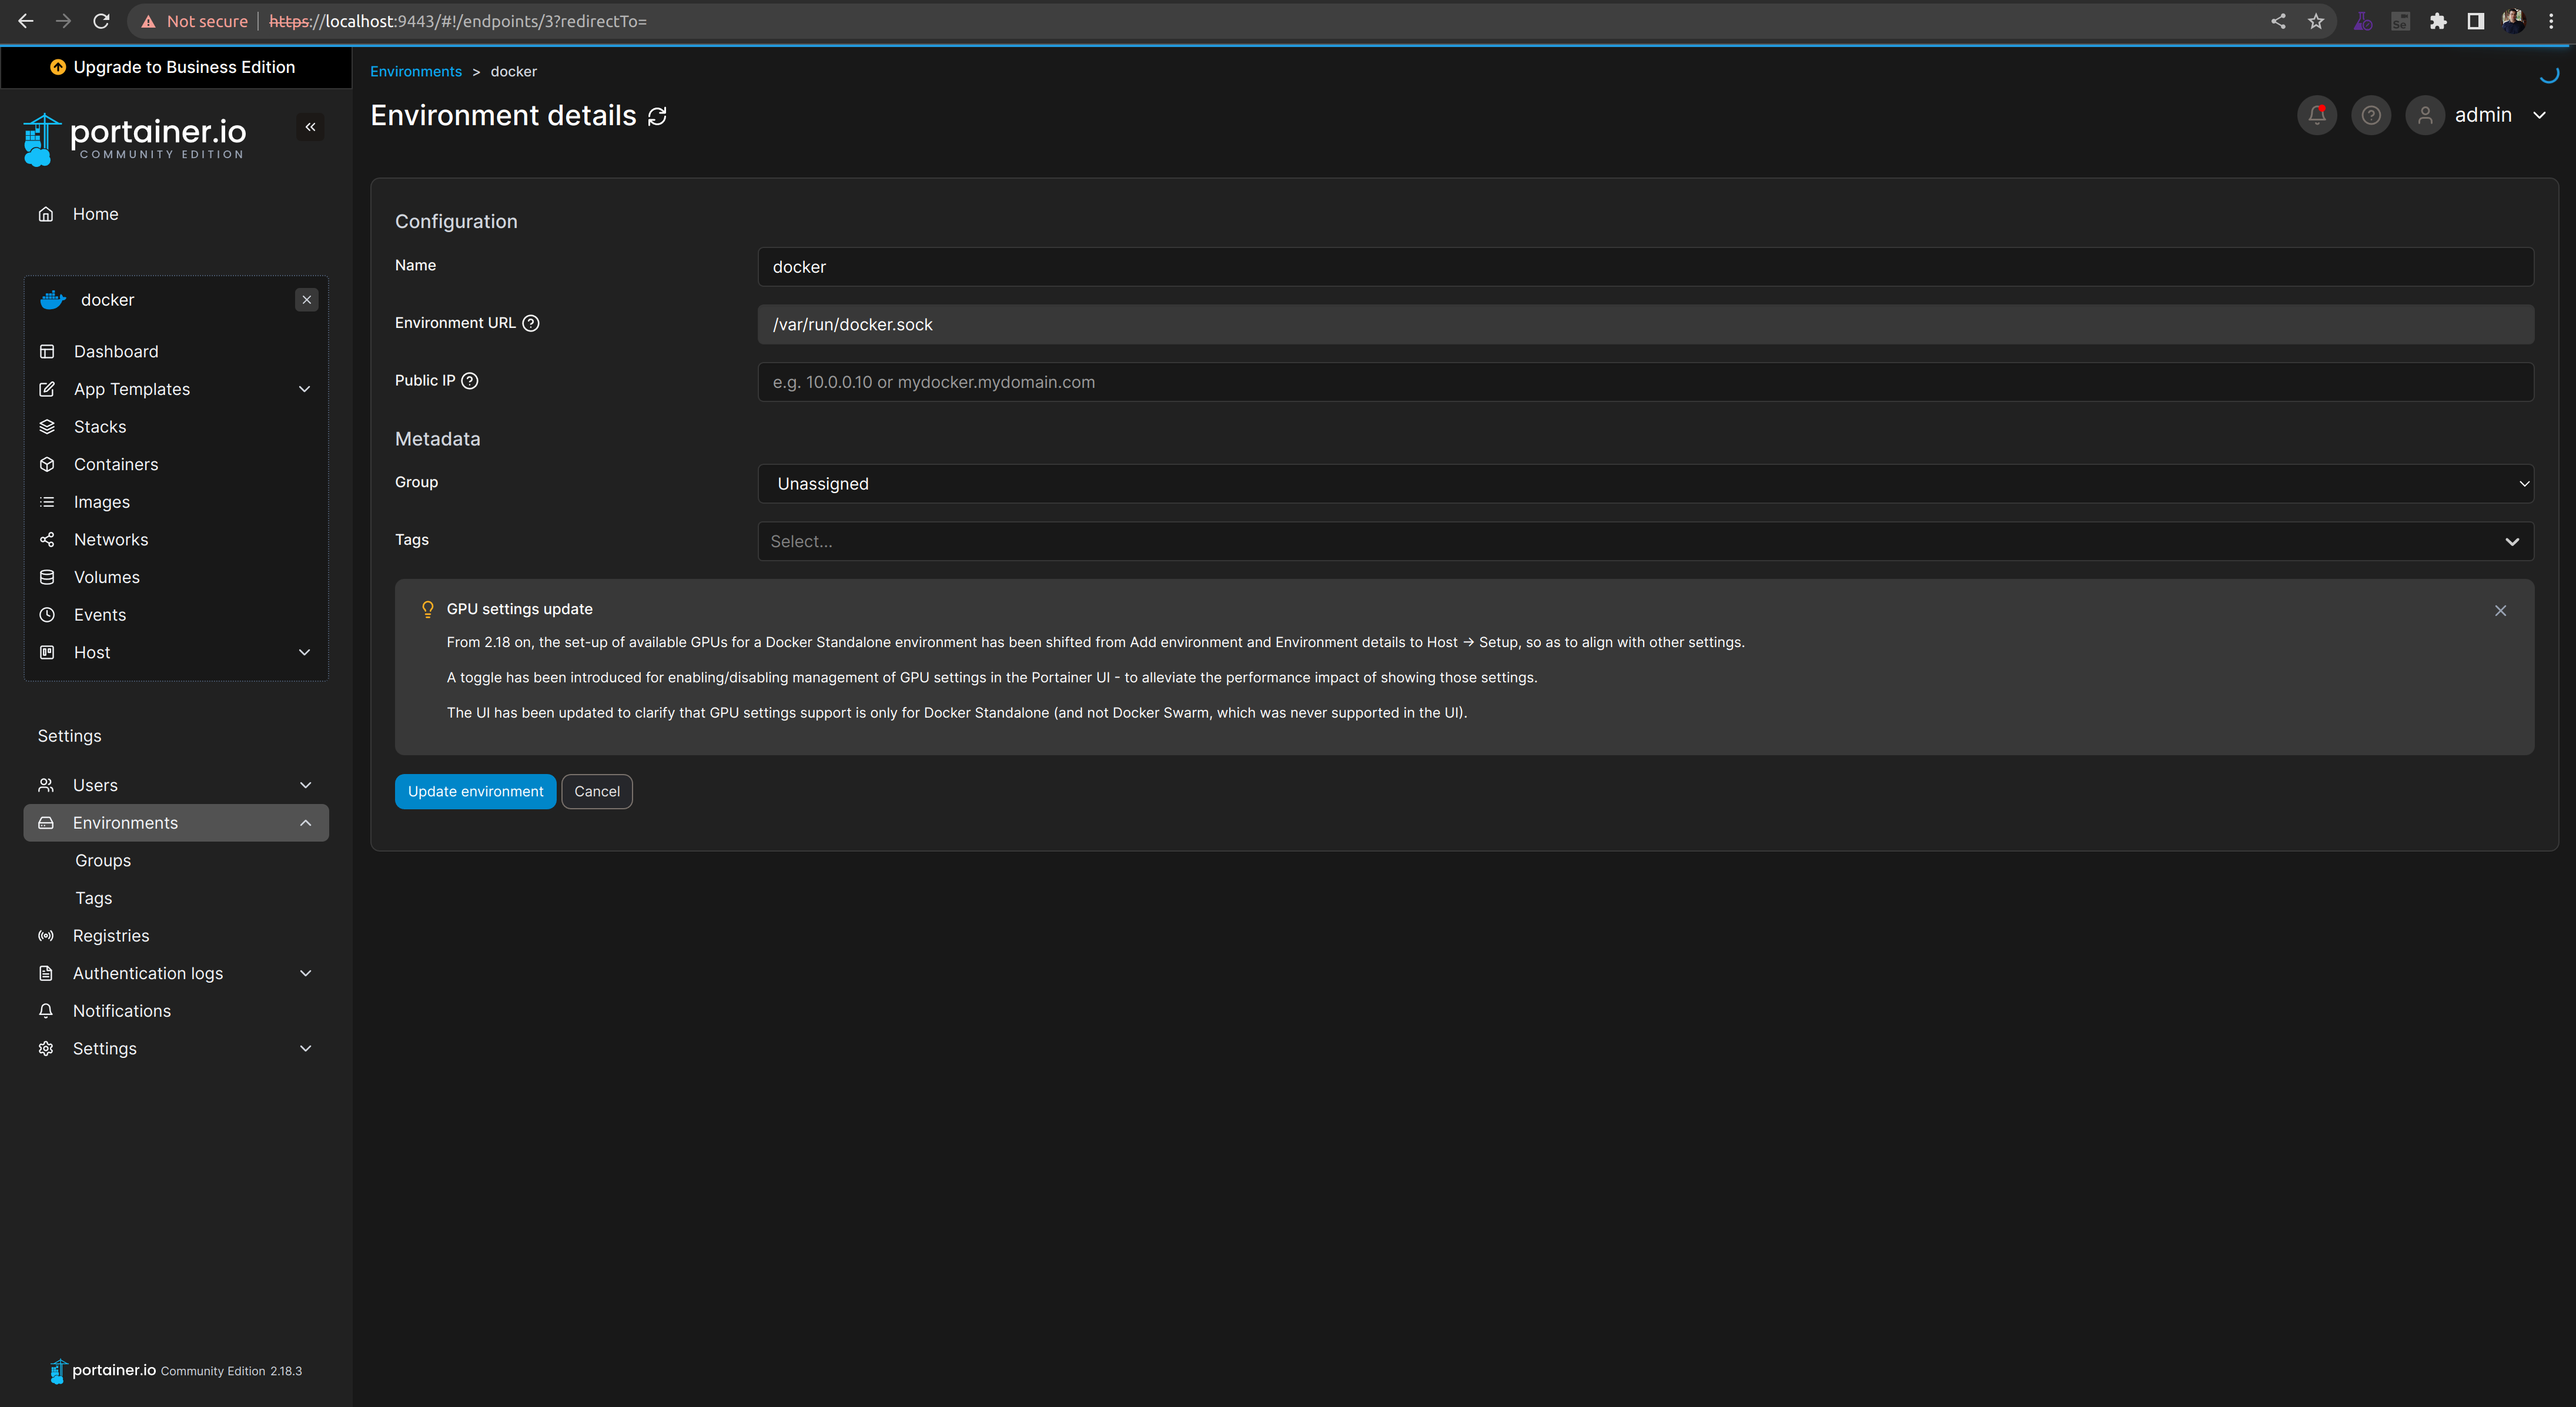 Not secure | https://localhost:9443/#!/endpoints/3?redirectTo=
Upgrade to Business Edition
portainer.io
COMMUNITY EDITION
Home
docker
Dashboard
App Templates
Stacks
Containers
Images
Networks
Volumes
Events
Host
Settings
Users
Environments
Groups
Tags
Registries
Authentication logs
Notifications
Settings
portainer.io Community Edition 2.18.3
Environments > docker
Environment details
admin
Configuration
Name
docker
Environment URL
/var/run/docker.sock
Public IP
e.g. 10.0.0.10 or mydocker.mydomain.com
Metadata
Group
Unassigned
Tags
Select...
GPU settings update
From 2.18 on, the set-up of available GPUs for a Docker Standalone environment has been shifted from Add environment and Environment details to Host → Setup, so as to align with other settings.
A toggle has been introduced for enabling/disabling management of GPU settings in the Portainer UI - to alleviate the performance impact of showing those settings.
The UI has been updated to clarify that GPU settings support is only for Docker Standalone (and not Docker Swarm, which was never supported in the UI).
Update environment
Cancel